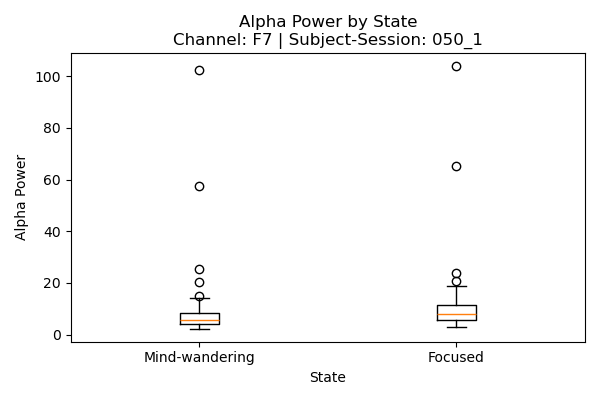 Alpha Power by State
Channel: F7 | Subject-Session: 050_1
100
80
60
40
20
0
Alpha Power
Mind-wandering
Focused
State